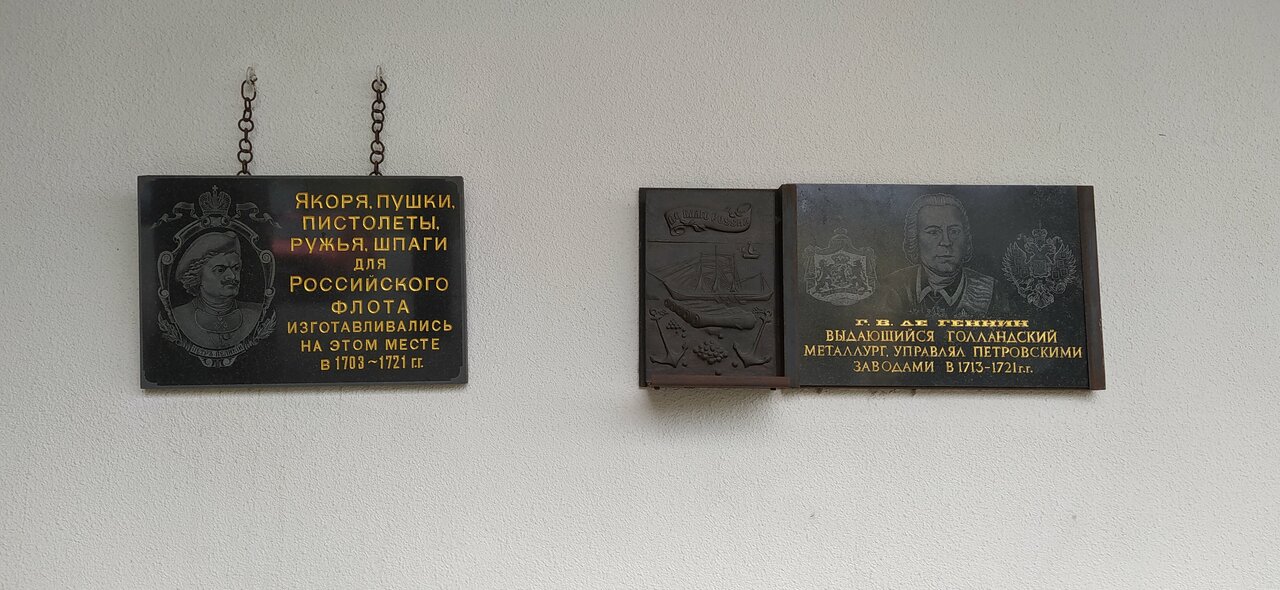 Якоря, пушки,
пистолеты,
ружья, шпаги
для
Российского
флота
изготавливались
на этом месте
в 1703~1721 г.г.
Г. В. ДЕ ГЕННИН
ВЫДАЮЩИЙСЯ ГОЛЛАНДСКИЙ
МЕТАЛЛУРГ, УПРАВЛЯЛ ПЕТРОВСКИМИ
ЗАВОДАМИ В 1713-1721 г.г.